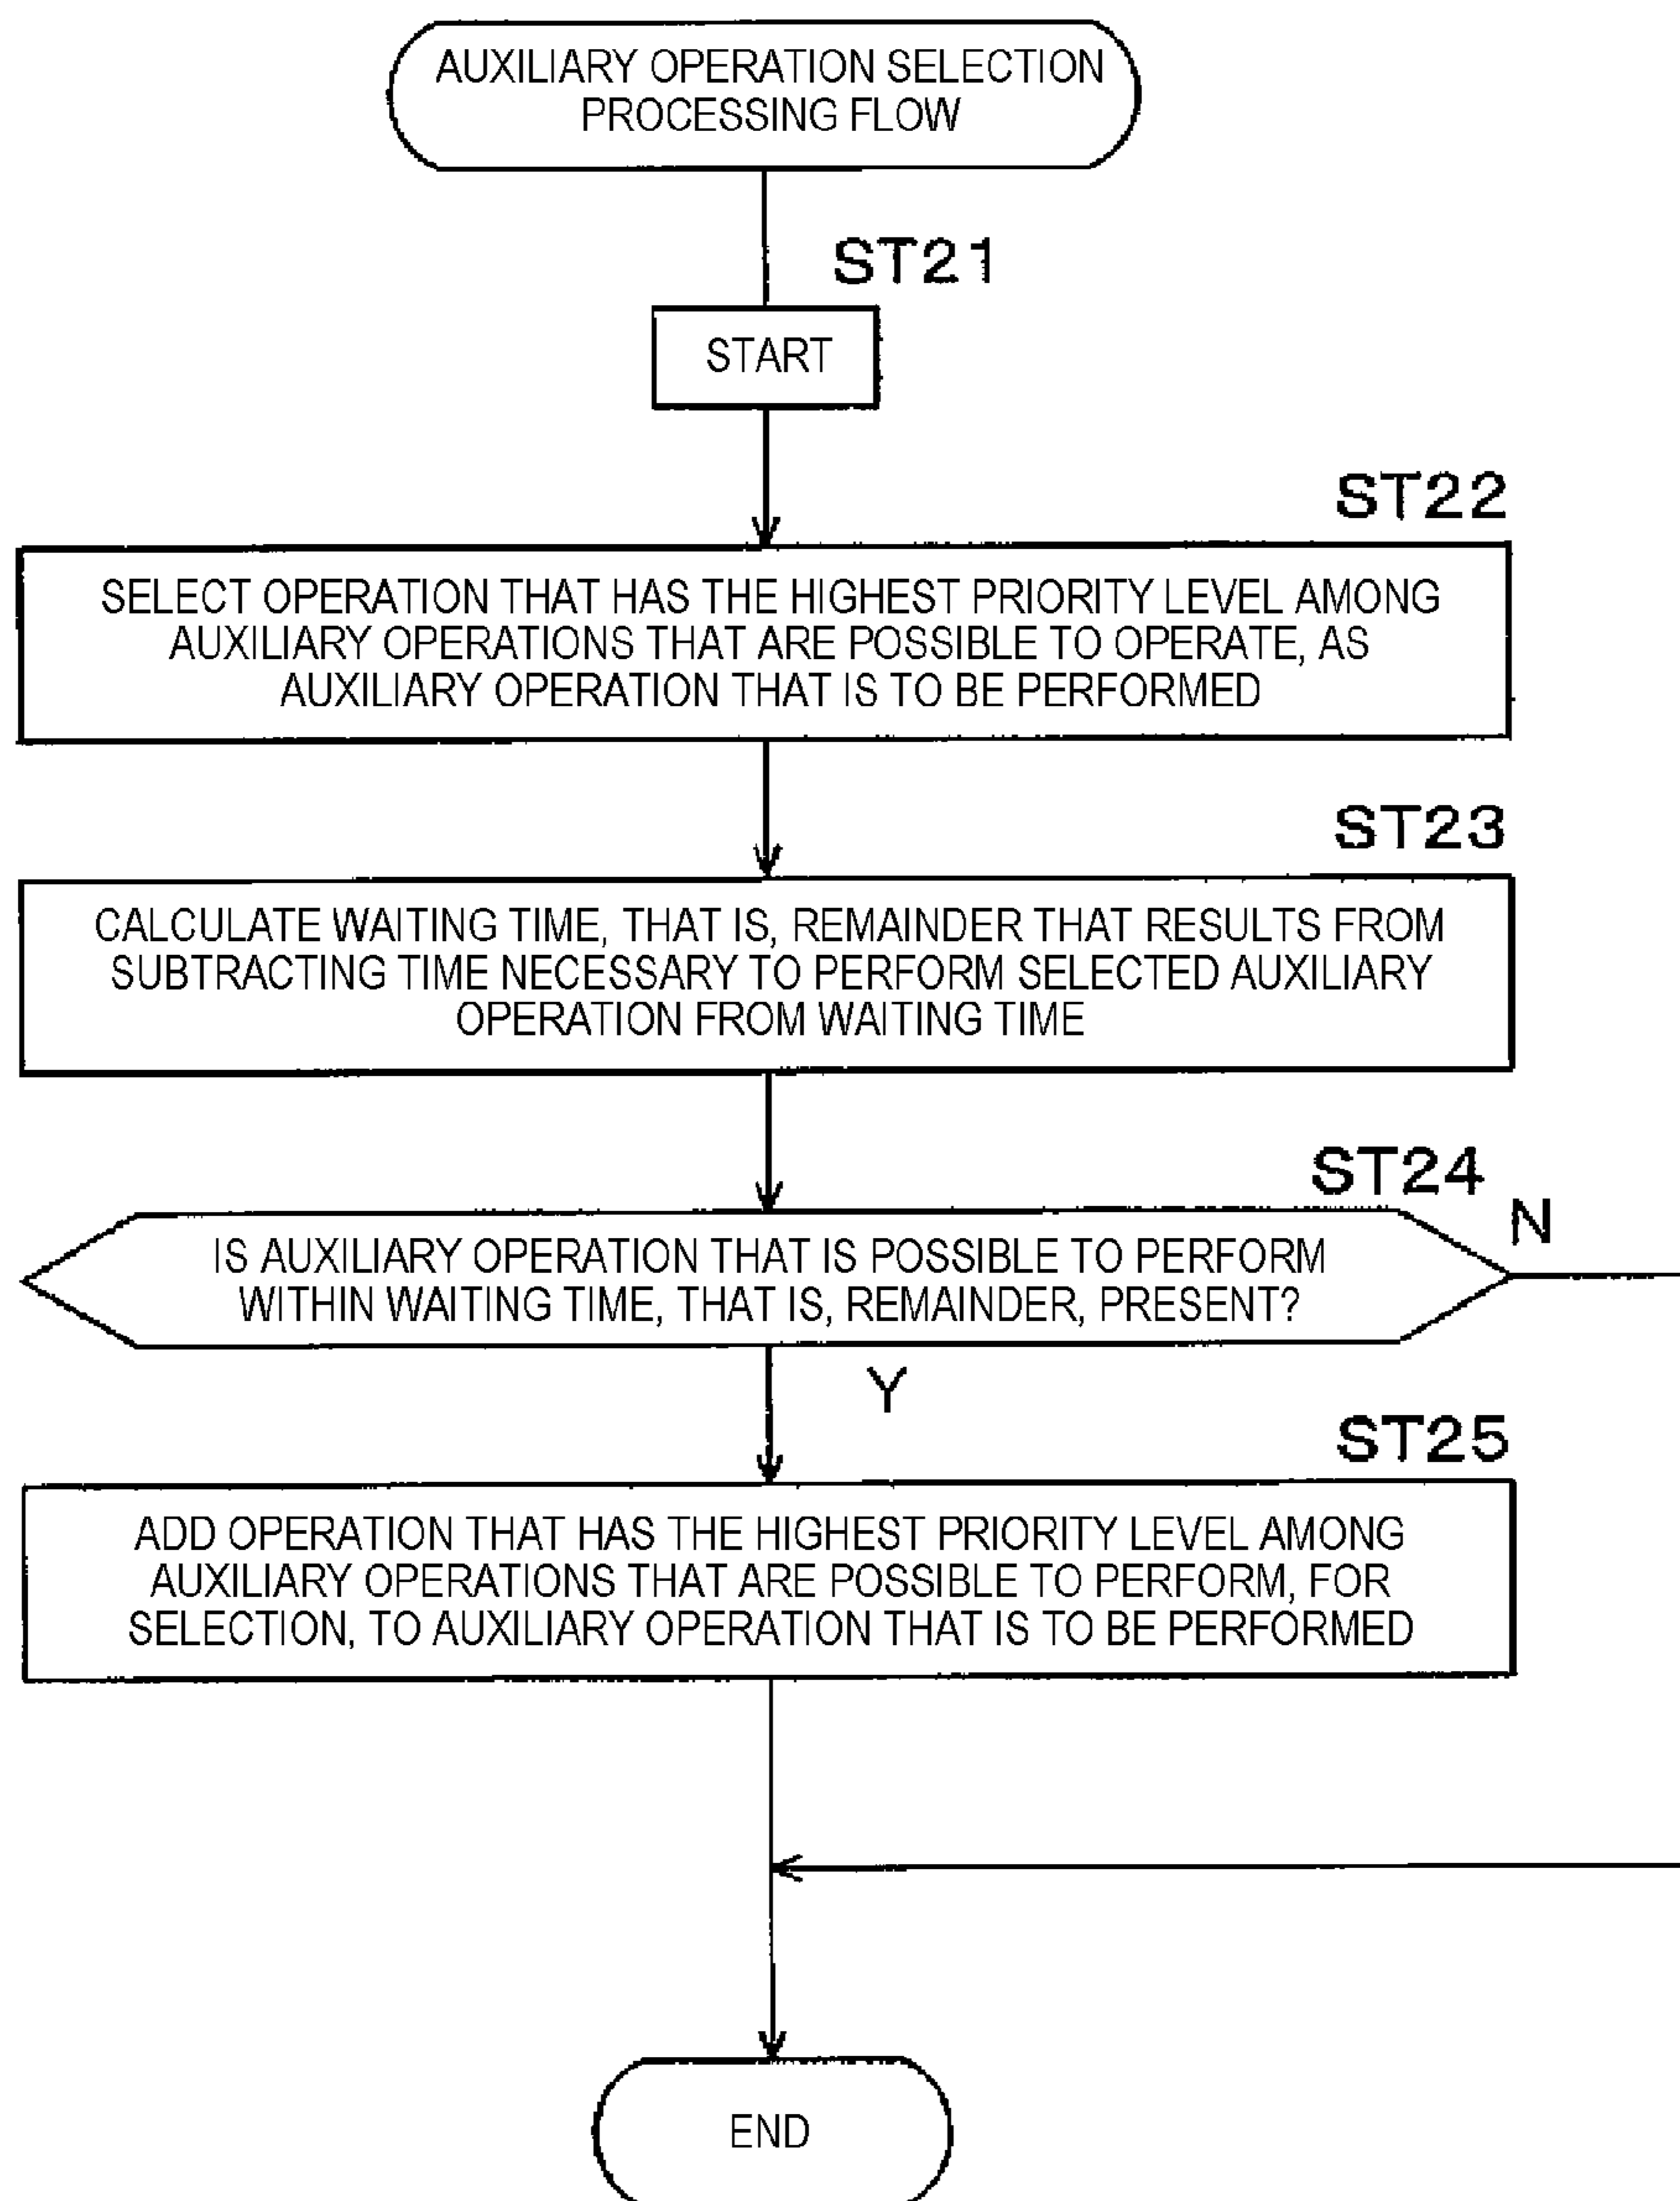 AUXILIARY OPERATION SELECTION
PROCESSING FLOW
ST21
START
ST22
SELECT OPERATION THAT HAS THE HIGHEST PRIORITY LEVEL AMONG
AUXILIARY OPERATIONS THAT ARE POSSIBLE TO OPERATE, AS
AUXILIARY OPERATION THAT IS TO BE PERFORMED
ST23
CALCULATE WAITING TIME, THAT IS, REMAINDER THAT RESULTS FROM
SUBTRACTING TIME NECESSARY TO PERFORM SELECTED AUXILIARY
OPERATION FROM WAITING TIME
ST24
N
IS AUXILIARY OPERATION THAT IS POSSIBLE TO PERFORM
WITHIN WAITING TIME, THAT IS, REMAINDER, PRESENT?
Y
ST25
ADD OPERATION THAT HAS THE HIGHEST PRIORITY LEVEL AMONG
AUXILIARY OPERATIONS THAT ARE POSSIBLE TO PERFORM, FOR
SELECTION, TO AUXILIARY OPERATION THAT IS TO BE PERFORMED
END